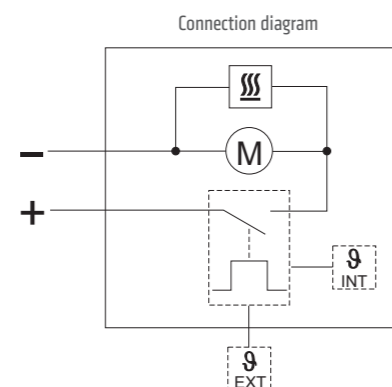 Connection diagram
M
−
+
ϑ
INT
ϑ
EXT